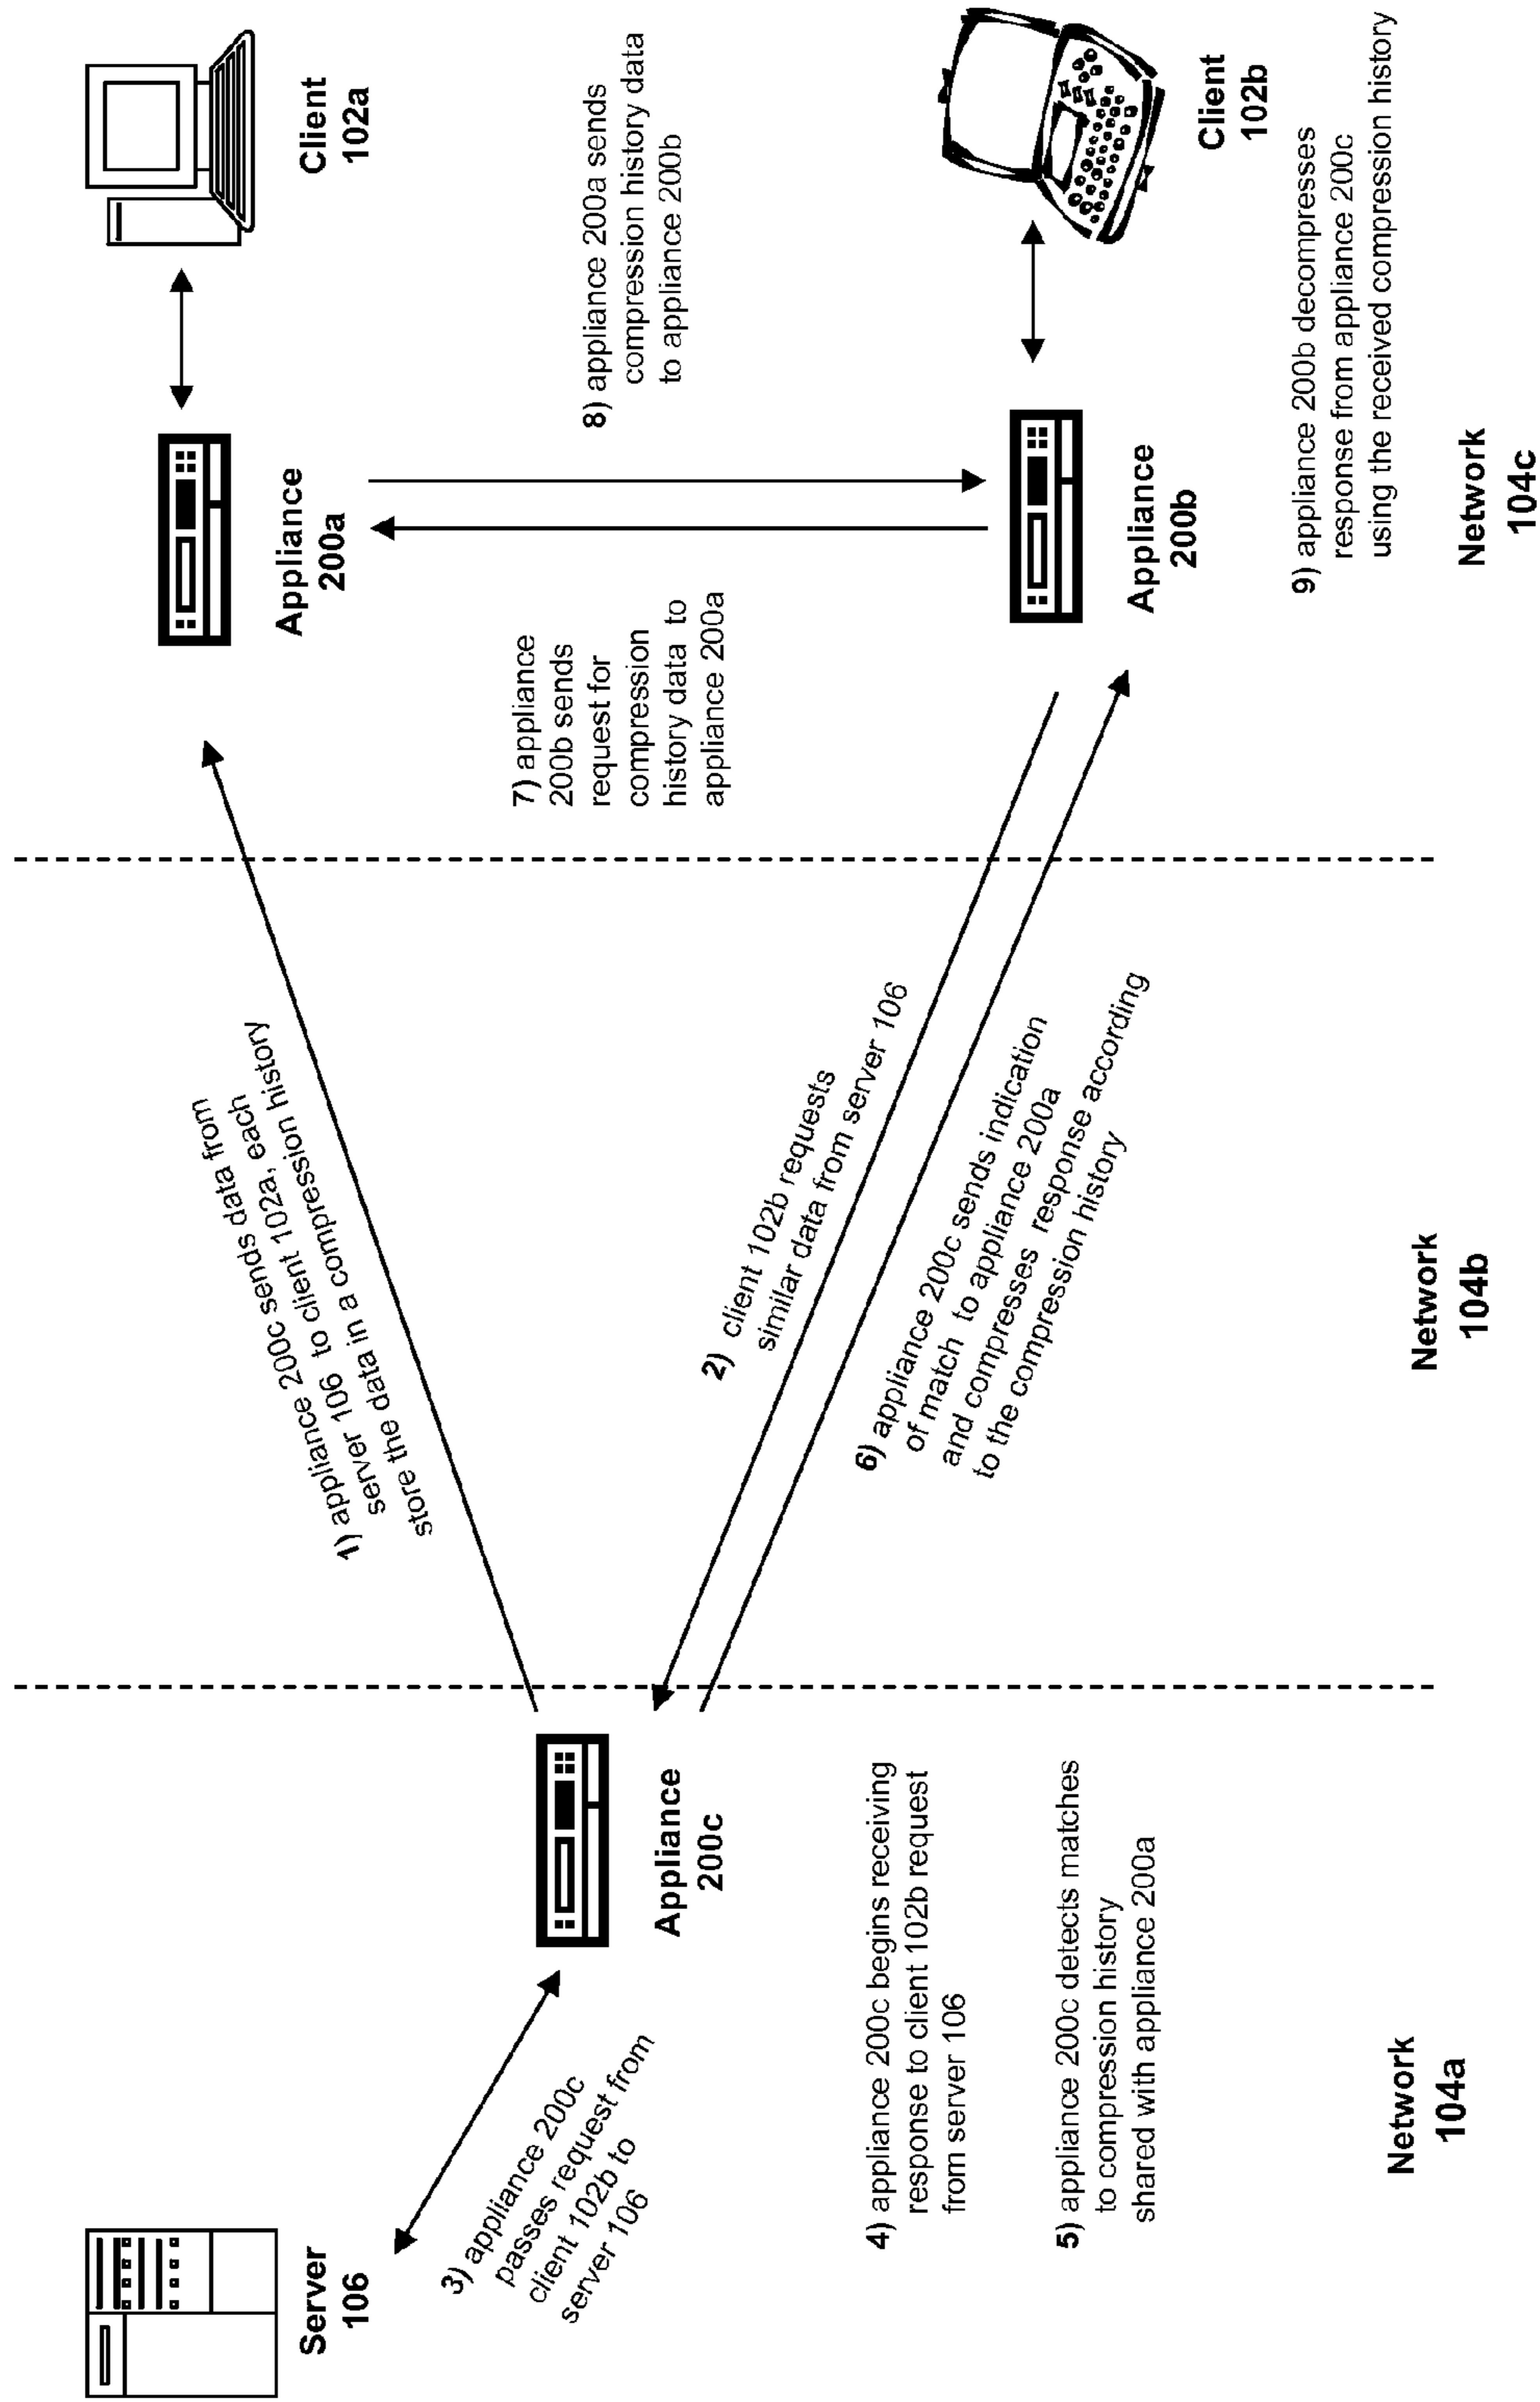 Server
106
3) appliance 200c
passes request from
client 102b to
server 106
Appliance
200c
4) appliance 200c begins receiving
response to client 102b request
from server 106
5) appliance 200c detects matches
to compression history
shared with appliance 200a
Network
104a
1) appliance 200c sends data from
server 106 to client 102a, each
store the data in a compression history
2) client 102b requests
similar data from server 106
6) appliance 200c sends indication
of match to appliance 200a
and compresses response according
to the compression history
Network
104b
Client
102a
Appliance
200a
7) appliance
200b sends
request for
compression
history data to
appliance 200a
8) appliance 200a sends
compression history data
to appliance 200b
Appliance
200b
Client
102b
9) appliance 200b decompresses
response from appliance 200c
using the received compression history
Network
104c